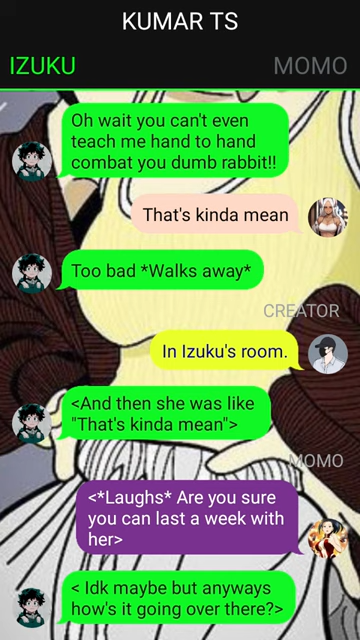 KUMAR TS
IZUKU
MOMO
Oh wait you can't even
teach me hand to hand
combat you dumb rabbit!!
That's kinda mean
Too bad *Walks away*
CREATOR
In Izuku's room.
<And then she was like
"That's kinda mean">
MOMO
<*Laughs* Are you sure
you can last a week with
her>
< Idk maybe but anyways
how's it going over there?>